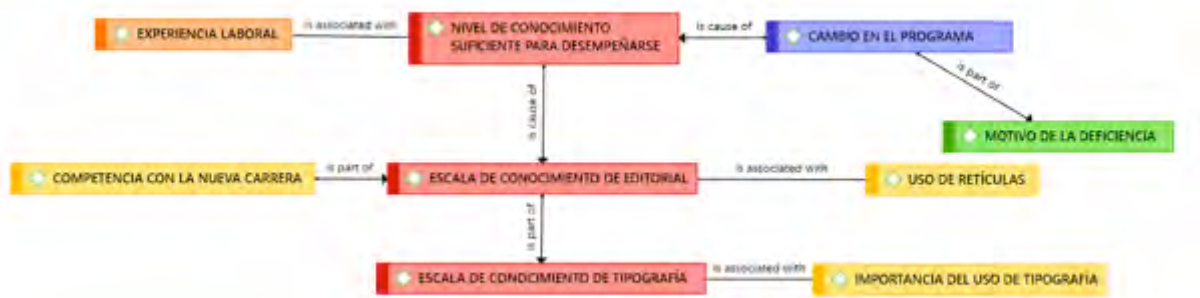 EXPERIENCIA LABORAL
is associated with
NIVEL DE CONOCIMIENTO
SUFICIENTE PARA DESEMPEÑARSE
is cause of
CAMBIO EN EL PROGRAMA
is part of
is cause of
MOTIVO DE LA DEFICIENCIA
COMPETENCIA CON LA NUEVA CARRERA
is part of
ESCALA DE CONOCIMIENTO DE EDITORIAL
is associated with
USO DE RETÍCULAS
is part of
ESCALA DE CONOCIMIENTO DE TIPOGRAFÍA
is associated with
IMPORTANCIA DEL USO DE TIPOGRAFÍA